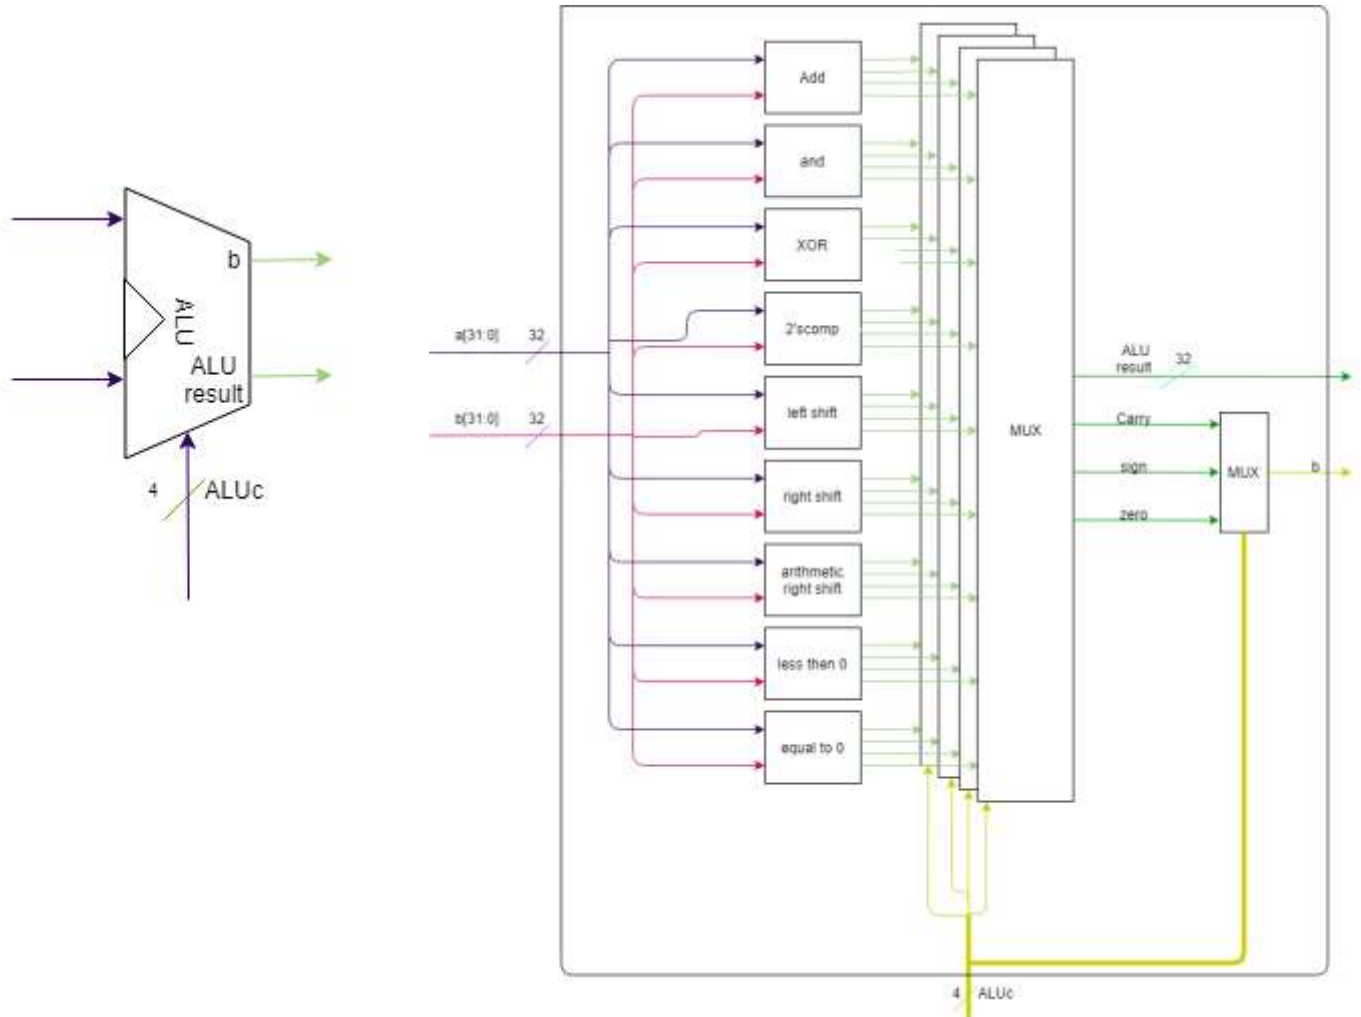 b
ALU
ALU
result
4
ALUc
a[31:0]
32
b[31:0]
32
Add
and
XOR
2'scomp
left shift
right shift
arithmetic
right shift
less then 0
equal to 0
MUX
ALU
result
32
Carry
sign
zero
MUX
b
4
ALUc